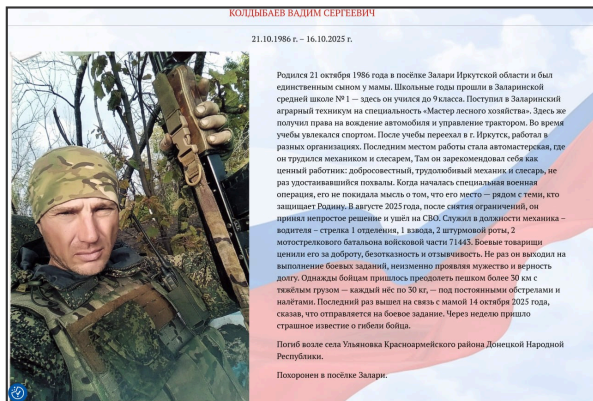 КОЛДЫБАЕВ ВАДИМ СЕРГЕЕВИЧ
21.10.1986 г. – 16.10.2025 г.
Родился 21 октября 1986 года в посёлке Залари Иркутской области и был
единственным сыном у мамы. Школьные годы прошли в Заларинской
средней школе № 1 — здесь он учился до 9 класса. Поступил в Заларинский
аграрный техникум на специальность «Мастер лесного хозяйства». Здесь же
получил права на вождение автомобиля и управление трактором. Во время
учебы увлекался спортом. После учебы переехал в г. Иркутск, работал в
разных организациях. Последним местом работы стала автомастерская, где
он трудился механиком и слесарем, Там он зарекомендовал себя как
ценный работник: добросовестный, трудолюбивый механик и слесарь, не
раз удостаивавшийся похвалы. Когда началась специальная военная
операция, его не покидала мысль о том, что его место — рядом с теми, кто
защищает Родину. В августе 2025 года, после снятия ограничений, он
принял непростое решение и ушёл на СВО. Служил в должности механика –
водителя – стрелка 1 отделения, 1 взвода, 2 штурмовой роты, 2
мотострелкового батальона войсковой части 71443. Боевые товарищи
ценили его за доброту, безотказность и отзывчивость. Не раз он выходил на
выполнение боевых заданий, неизменно проявляя мужество и верность
долгу. Однажды бойцам пришлось преодолеть пешком более 30 км с
тяжёлым грузом — каждый нёс по 30 кг, — под постоянными обстрелами и
налётами. Последний раз вышел на связь с мамой 14 октября 2025 года,
сказав, что отправляется на боевое задание. Через неделю пришло
страшное известие о гибели бойца.
Погиб возле села Ульяновка Красноармейского района Донецкой Народной
Республики.
Похоронен в посёлке Залари.